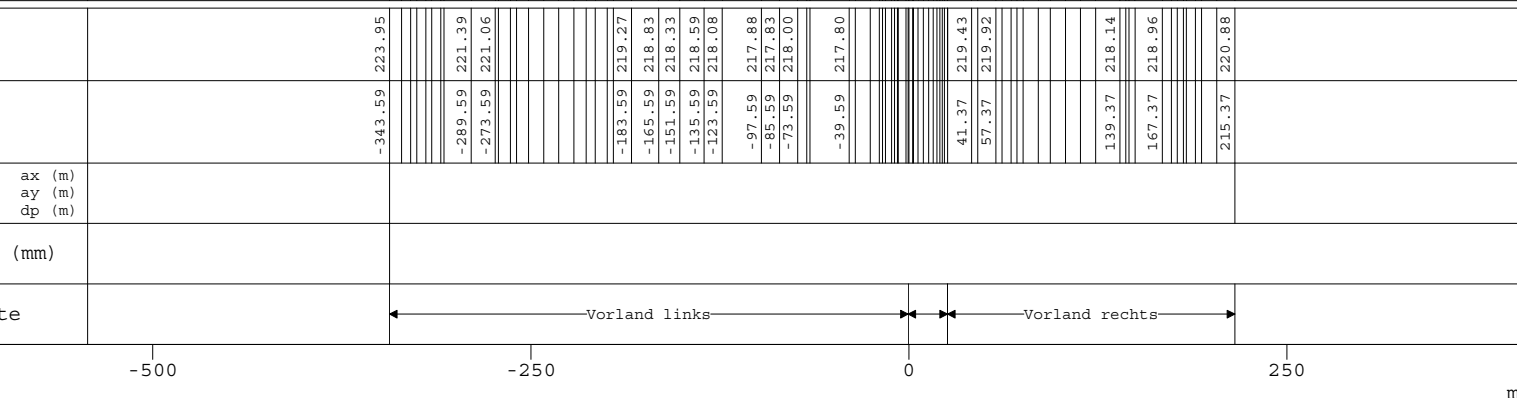 223.95 221.39 221.06 219.27 218.83 218.33 218.59 218.08 217.88 217.83 218.00 217.80 219.43 219.92 218.14 218.96 220.88
-343.59 -289.59 -273.59 -183.59 -165.59 -151.59 -135.59 -123.59 -97.59 -85.59 -73.59 -39.59 41.37 57.37 139.37 167.37 215.37
ax (m)
ay (m)
dp (m)
(mm)
te Vorland links Vorland rechts
-500 -250 0 250
m